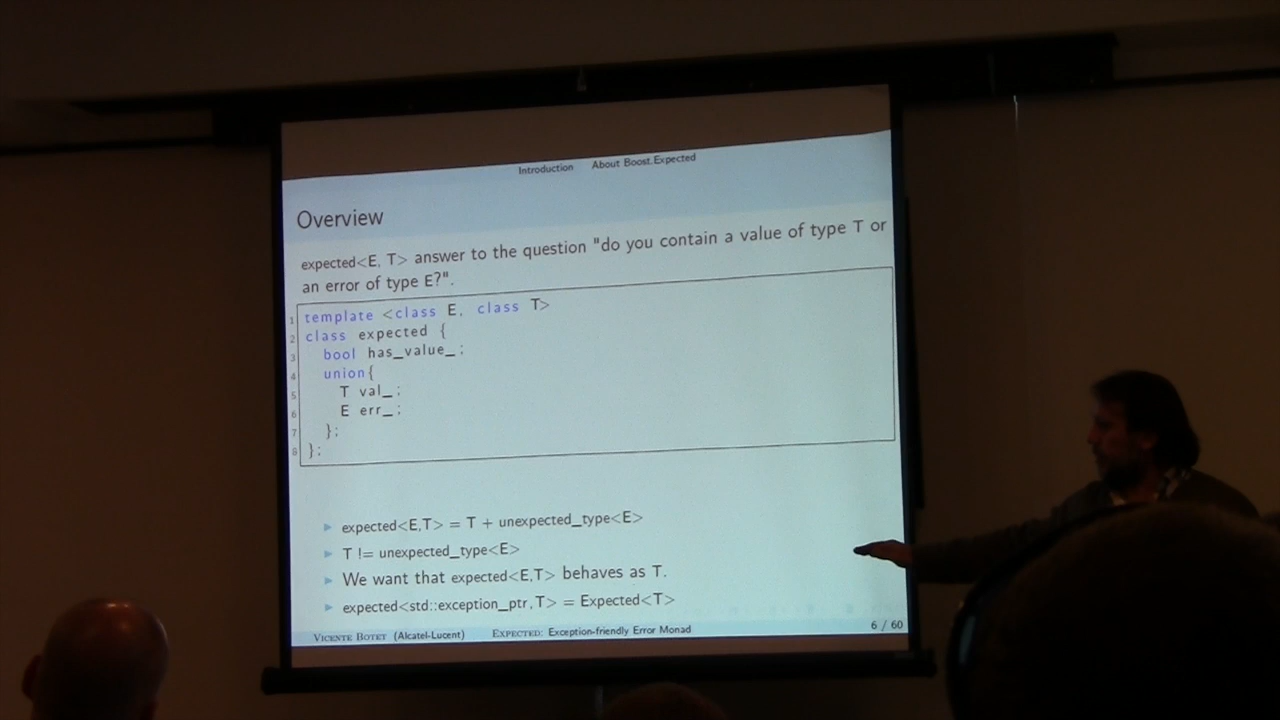 Introduction About Boost.Expected
Overview
expected<E, T> answer to the question "do you contain a value of type T or
an error of type E?".
1 template <class E, class T>
2 class expected {
3 bool has_value_;
4 union{
5 T val_;
6 E err_;
7 };
8 };
expected<E,T> = T + unexpected_type<E>
T != unexpected_type<E>
We want that expected<E,T> behaves as T.
expected<std::exception_ptr,T> = Expected<T>
Vicente Botet (Alcatel-Lucent) Expected: Exception-friendly Error Monad 6 / 60